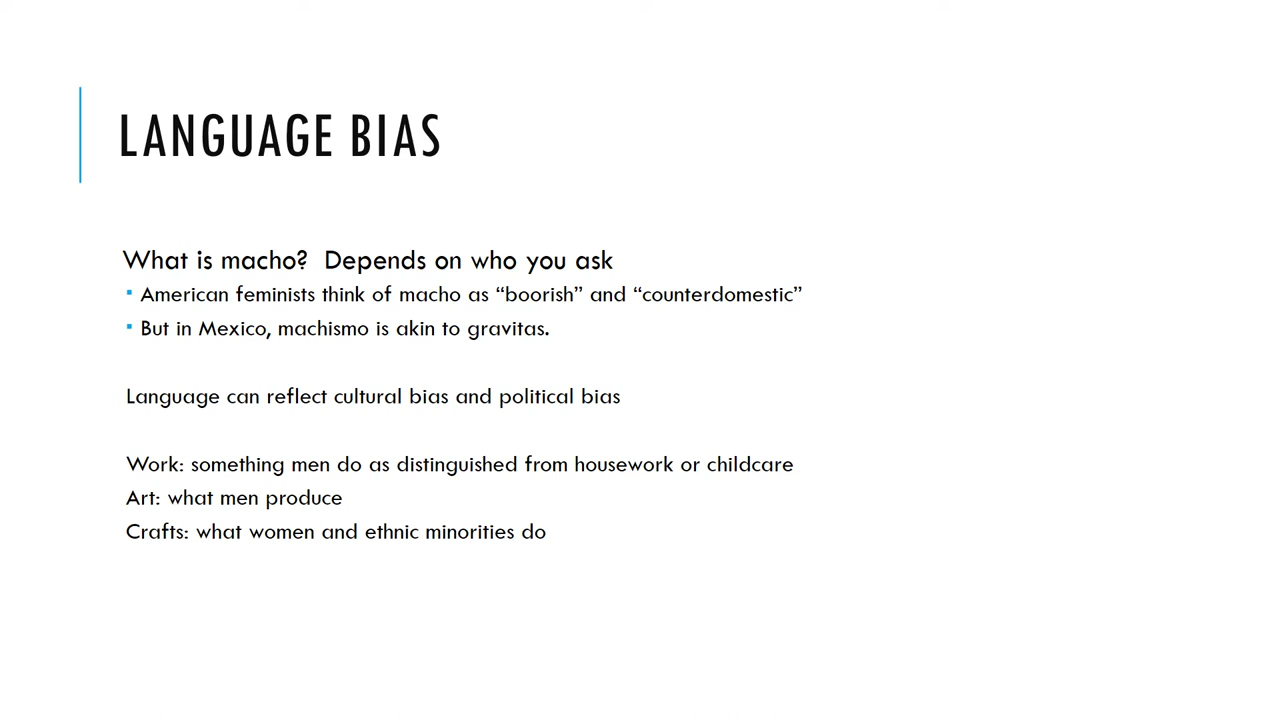 LANGUAGE BIAS
What is macho?  Depends on who you ask
▪ American feminists think of macho as “boorish” and “counterdomestic”
▪ But in Mexico, machismo is akin to gravitas.
Language can reflect cultural bias and political bias
Work: something men do as distinguished from housework or childcare
Art: what men produce
Crafts: what women and ethnic minorities do